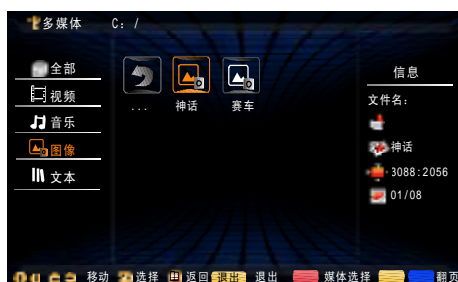 多媒体 C: /
全部
视频
音乐
图像
文本
... 神话 赛车
信息
文件名:
神话
3088:2056
01/08
移动 选择 返回 退出 退出 媒体选择 翻页